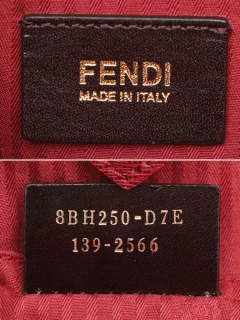 FENDI
MADE IN ITALY
8BH250-D7E
139-2566